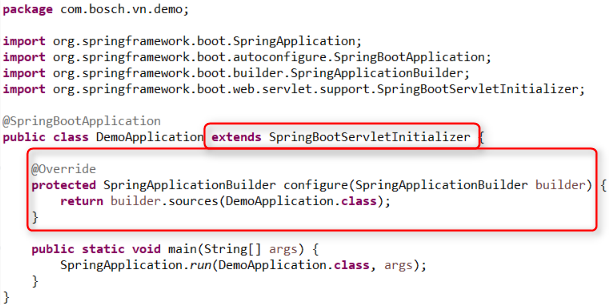 package com.bosch.vn.demo;
import org.springframework.boot.SpringApplication;
import org.springframework.boot.autoconfigure.SpringBootApplication;
import org.springframework.boot.builder.SpringApplicationBuilder;
import org.springframework.boot.web.servlet.support.SpringBootServletInitializer;
@SpringBootApplication
public class DemoApplication extends SpringBootServletInitializer {
@Override
protected SpringApplicationBuilder configure(SpringApplicationBuilder builder) {
return builder.sources(DemoApplication.class);
}
public static void main(String[] args) {
SpringApplication.run(DemoApplication.class, args);
}
}